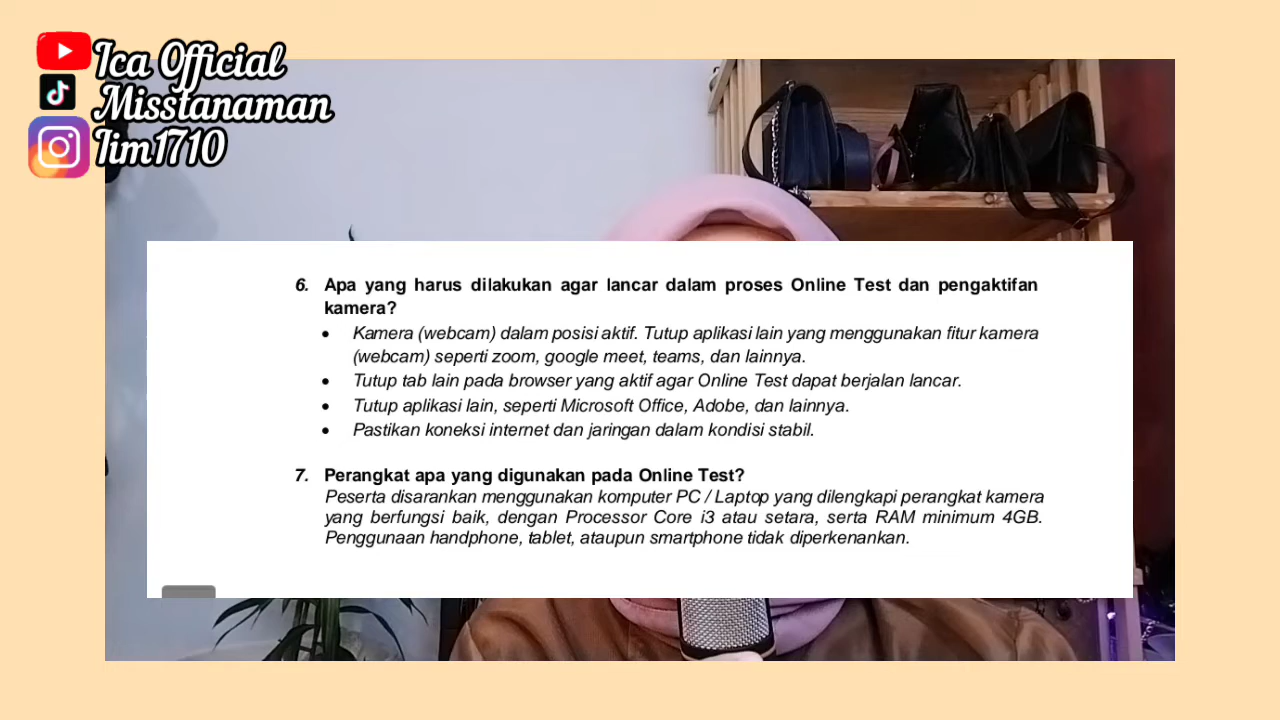 Ica Official
Misstanaman
Iim1710
6. Apa yang harus dilakukan agar lancar dalam proses Online Test dan pengaktifan
kamera?
• Kamera (webcam) dalam posisi aktif. Tutup aplikasi lain yang menggunakan fitur kamera
(webcam) seperti zoom, google meet, teams, dan lainnya.
• Tutup tab lain pada browser yang aktif agar Online Test dapat berjalan lancar.
• Tutup aplikasi lain, seperti Microsoft Office, Adobe, dan lainnya.
• Pastikan koneksi internet dan jaringan dalam kondisi stabil.
7. Perangkat apa yang digunakan pada Online Test?
Peserta disarankan menggunakan komputer PC / Laptop yang dilengkapi perangkat kamera
yang berfungsi baik, dengan Processor Core i3 atau setara, serta RAM minimum 4GB.
Penggunaan handphone, tablet, ataupun smartphone tidak diperkenankan.